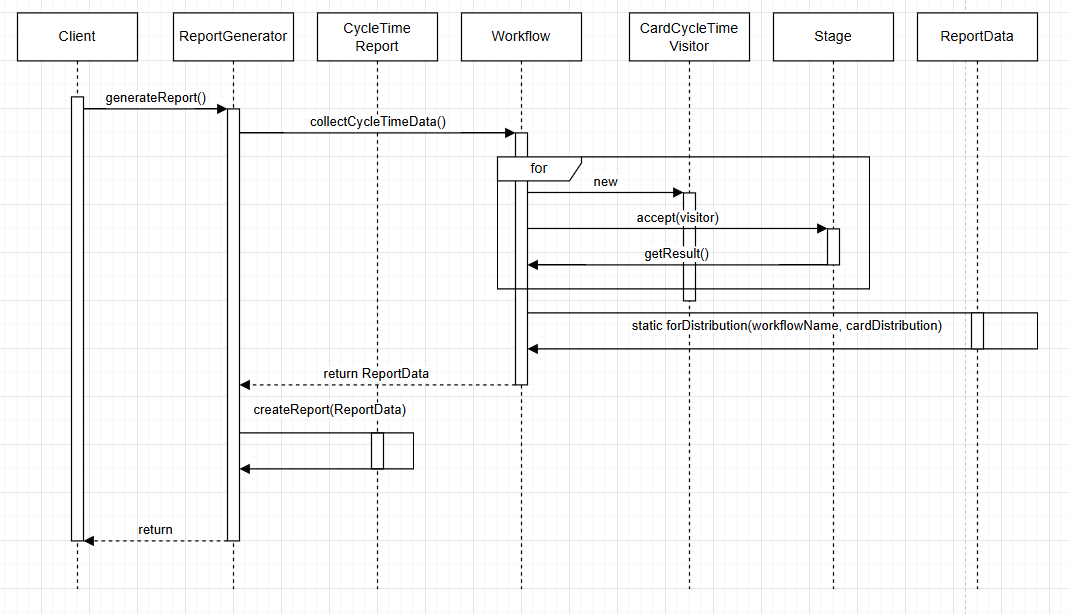 Client
ReportGenerator
CycleTime
Report
Workflow
CardCycleTime
Visitor
Stage
ReportData
generateReport()
collectCycleTimeData()
for
new
accept(visitor)
getResult()
static forDistribution(workflowName, cardDistribution)
return ReportData
createReport(ReportData)
return